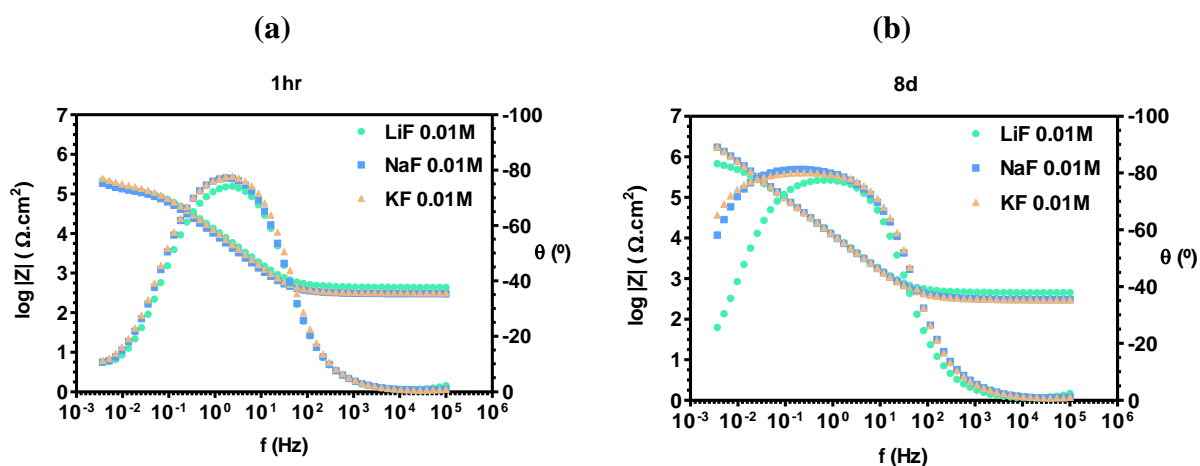 (a)
1hr
7
6
5
4
3
2
1
0
log |Z| ( Ω.cm²)
-100
-80
-60
-40
-20
0
θ (º)
LiF 0.01M
NaF 0.01M
KF 0.01M
10⁻³ 10⁻² 10⁻¹ 10⁰ 10¹ 10² 10³ 10⁴ 10⁵ 10⁶
f (Hz)
(b)
8d
7
6
5
4
3
2
1
0
log |Z| ( Ω.cm²)
-100
-80
-60
-40
-20
0
θ (º)
LiF 0.01M
NaF 0.01M
KF 0.01M
10⁻³ 10⁻² 10⁻¹ 10⁰ 10¹ 10² 10³ 10⁴ 10⁵ 10⁶
f (Hz)